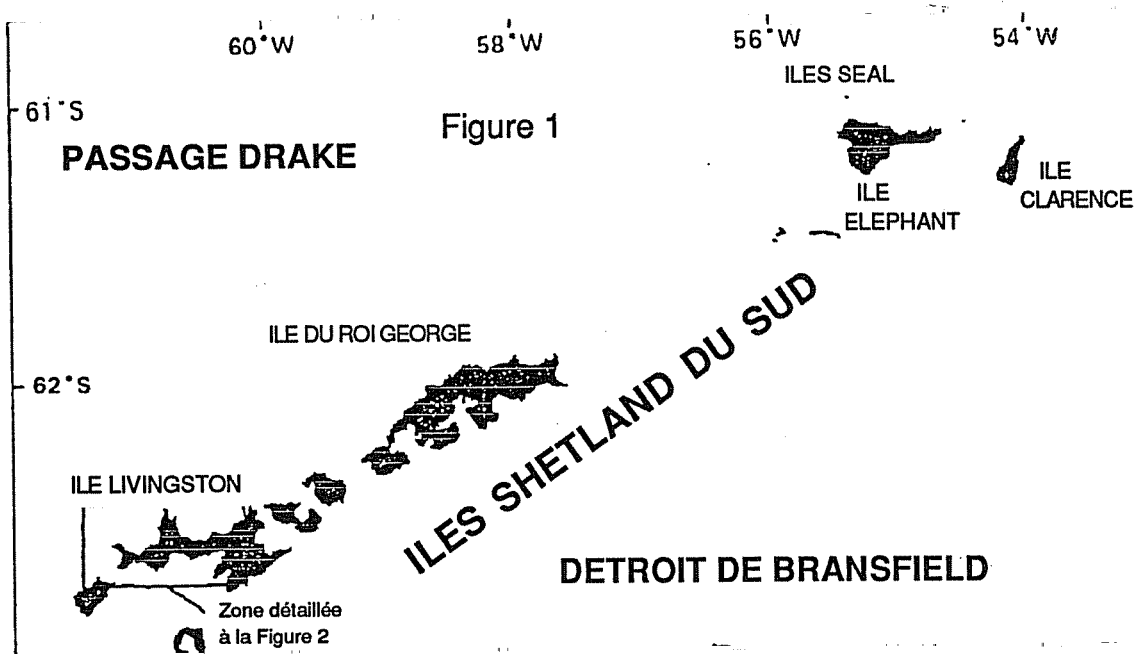 60°W
58°W
56°W
54°W
ILES SEAL
61°S
Figure 1
PASSAGE DRAKE
ILE
CLARENCE
ILE
ELEPHANT
ILES SHETLAND DU SUD
ILE DU ROI GEORGE
62°S
ILE LIVINGSTON
DETROIT DE BRANSFIELD
Zone détaillée
à la Figure 2